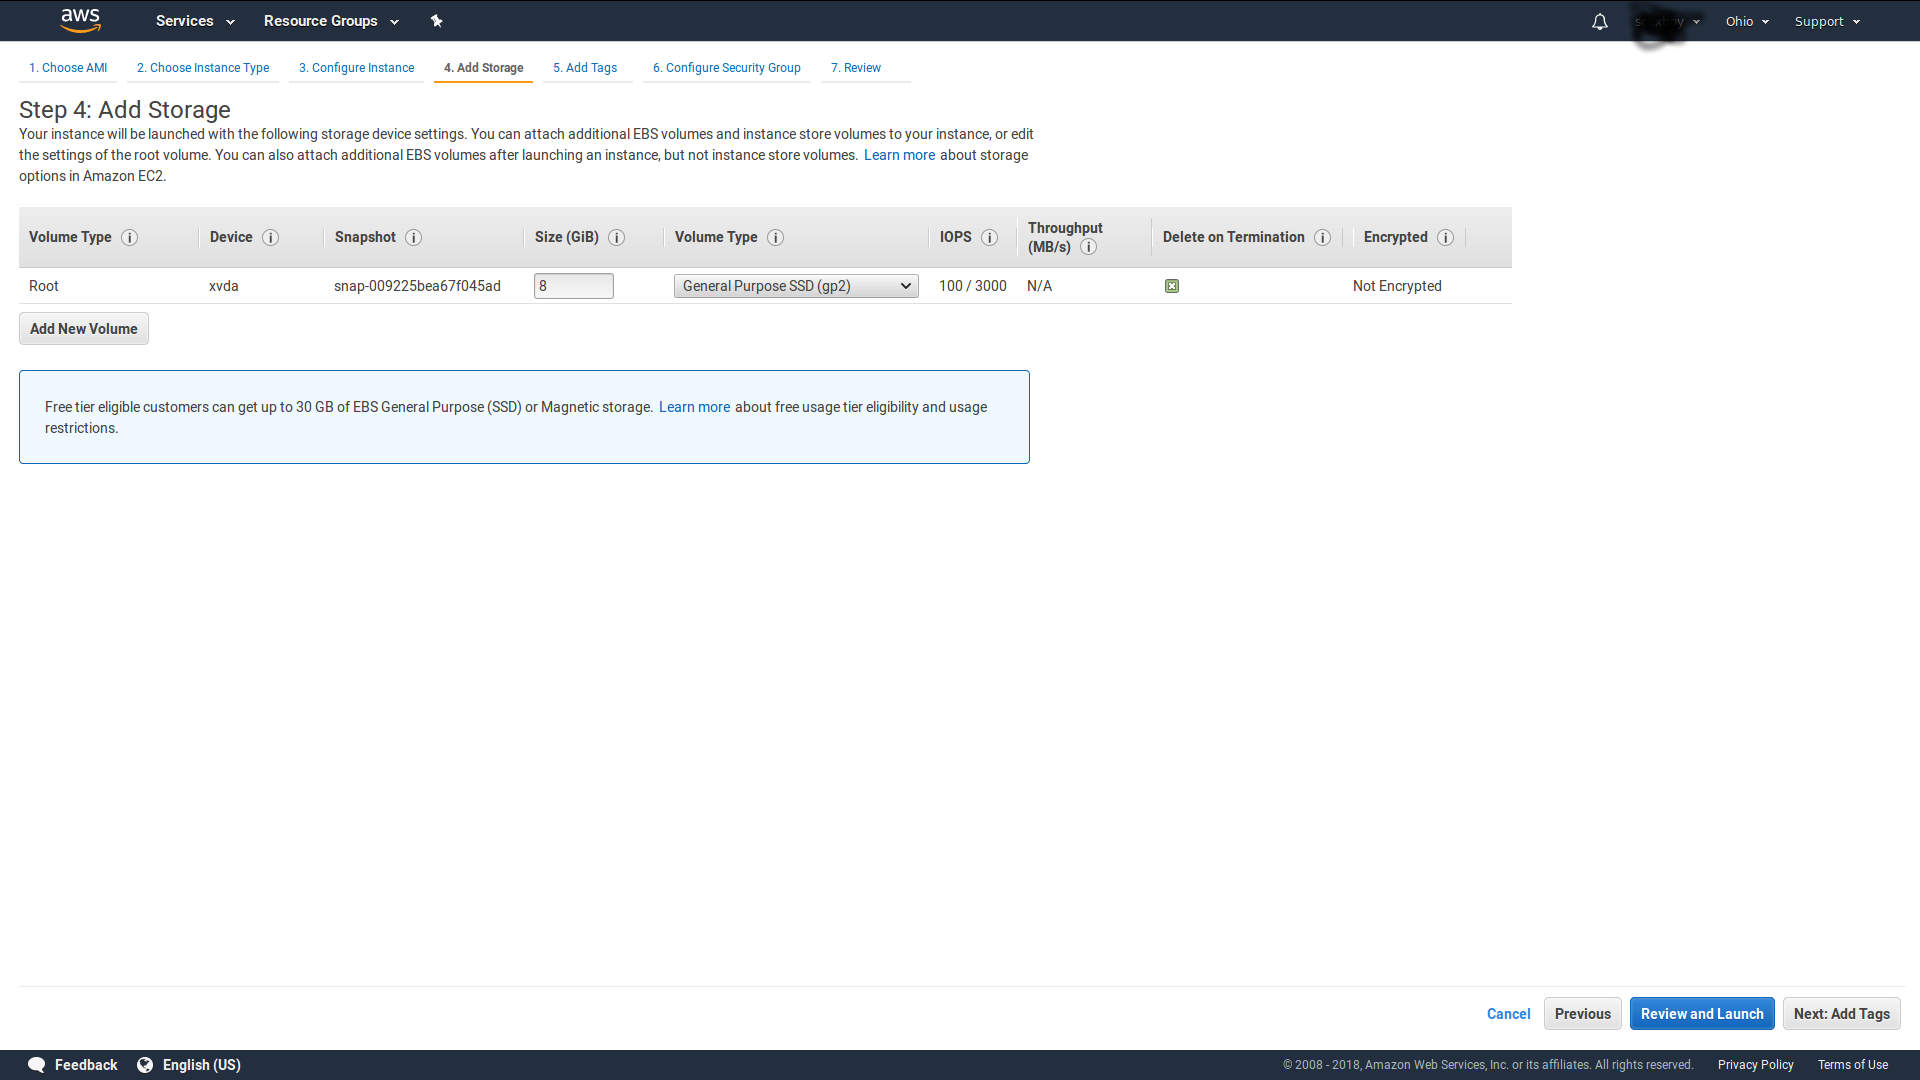 aws Services Resource Groups Ohio Support
1. Choose AMI 2. Choose Instance Type 3. Configure Instance 4. Add Storage 5. Add Tags 6. Configure Security Group 7. Review
Step 4: Add Storage
Your instance will be launched with the following storage device settings. You can attach additional EBS volumes and instance store volumes to your instance, or edit
the settings of the root volume. You can also attach additional EBS volumes after launching an instance, but not instance store volumes. Learn more about storage
options in Amazon EC2.
Volume Type i Device i Snapshot i Size (GiB) i Volume Type i IOPS i Throughput (MB/s) i Delete on Termination i Encrypted i
Root xvda snap-009225bea67f045ad 8 General Purpose SSD (gp2) 100 / 3000 N/A Not Encrypted
Add New Volume
Free tier eligible customers can get up to 30 GB of EBS General Purpose (SSD) or Magnetic storage. Learn more about free usage tier eligibility and usage
restrictions.
Cancel Previous Review and Launch Next: Add Tags
Feedback English (US) © 2008 - 2018, Amazon Web Services, Inc. or its affiliates. All rights reserved. Privacy Policy Terms of Use